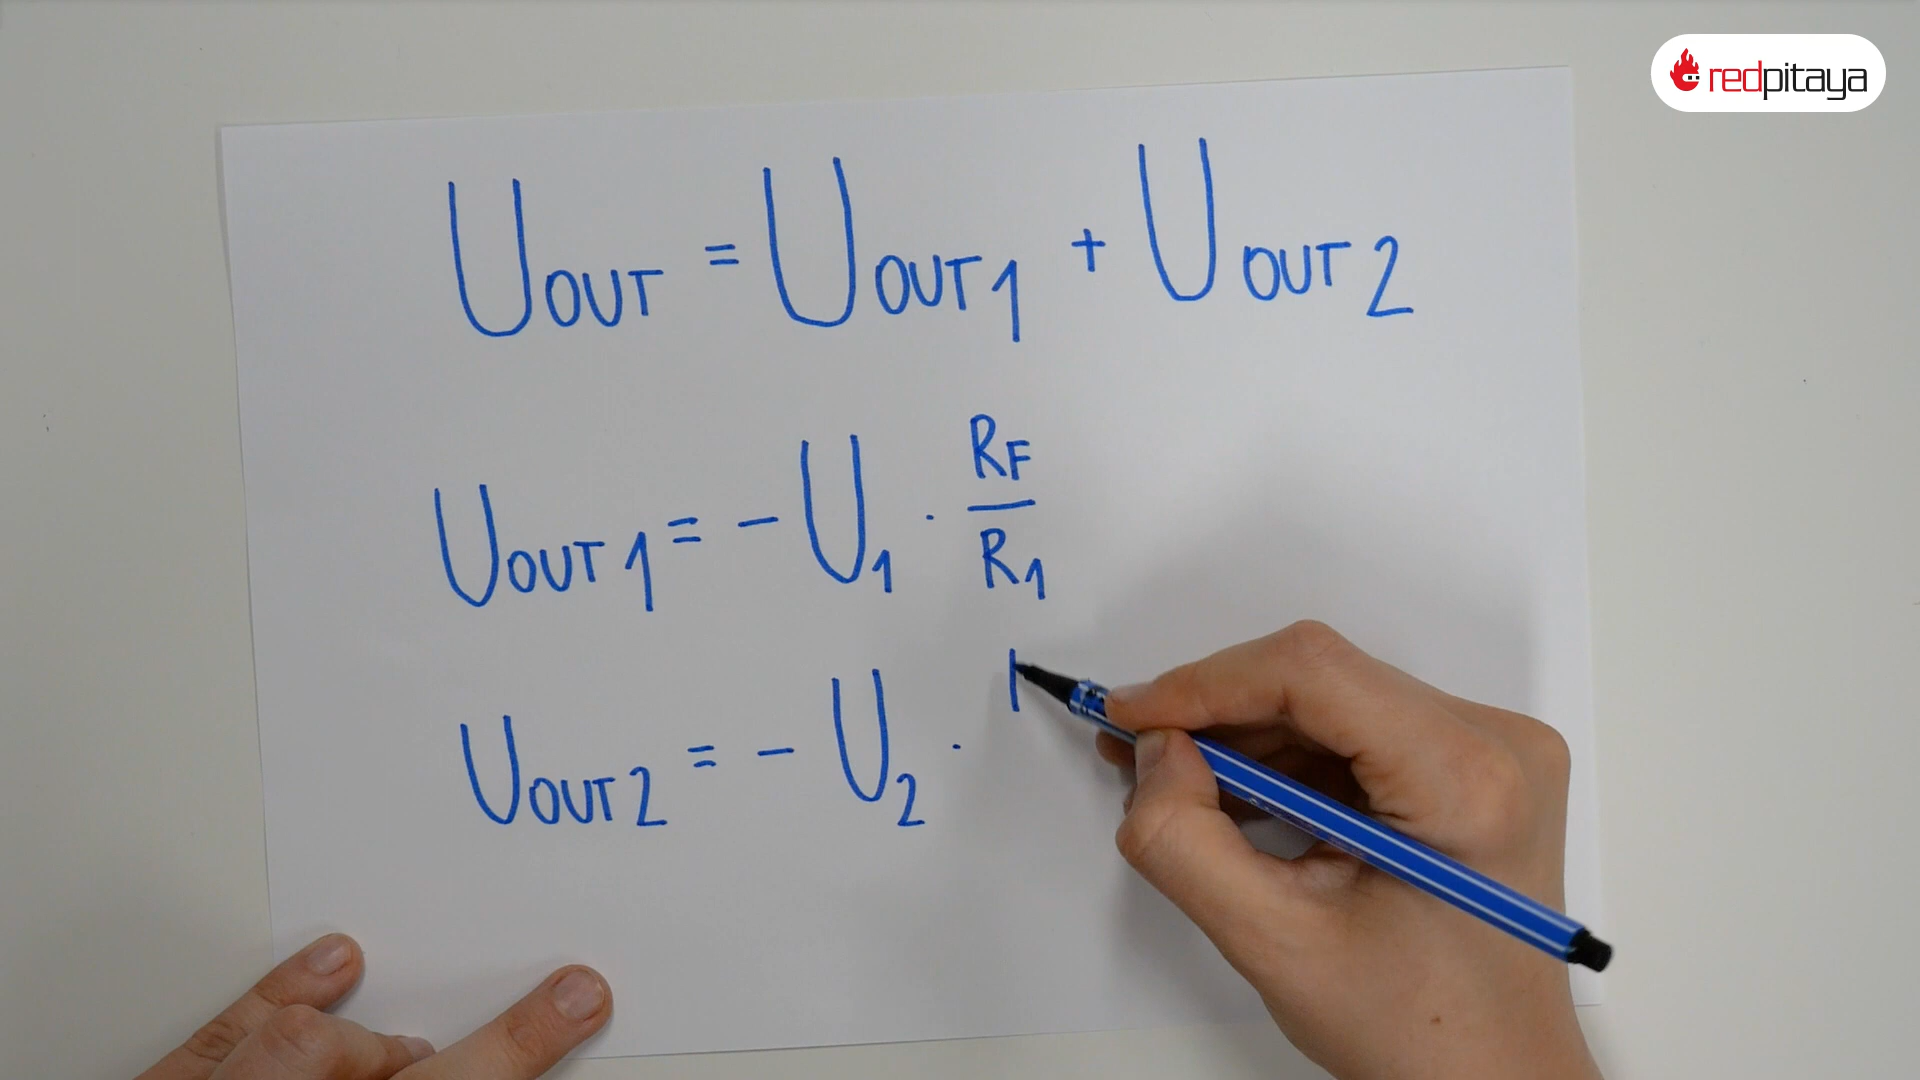 redpitaya
UOUT = UOUT1 + UOUT2
UOUT1 = - U1 · RF
R1
UOUT2 = - U2 ·